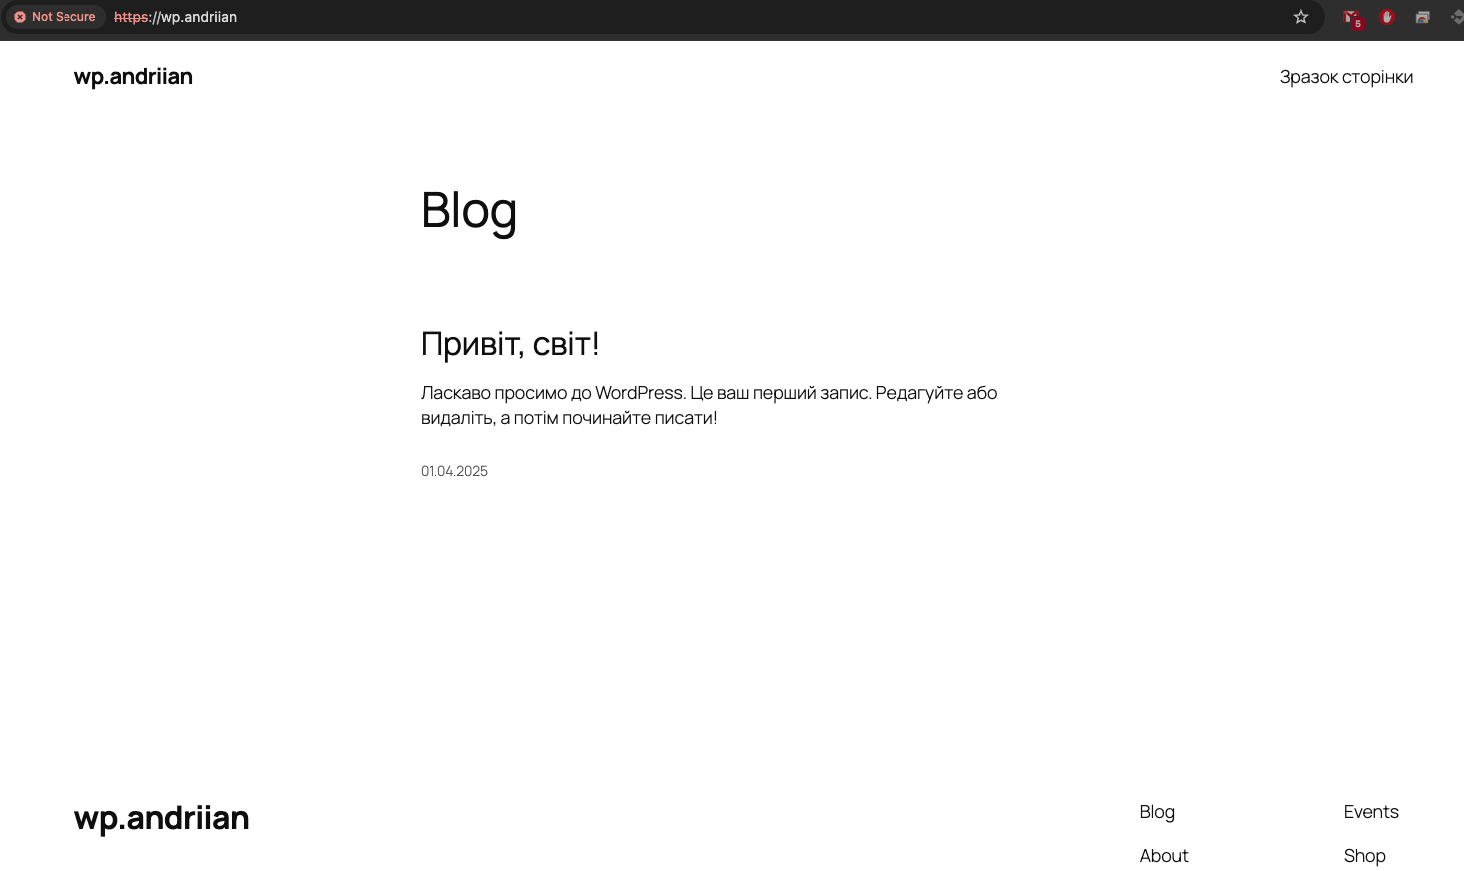 Not Secure https://wp.andriian
5
wp.andriian
Зразок сторінки
Blog
Привіт, світ!
Ласкаво просимо до WordPress. Це ваш перший запис. Редагуйте або
видаліть, а потім починайте писати!
01.04.2025
wp.andriian
Blog
Events
About
Shop